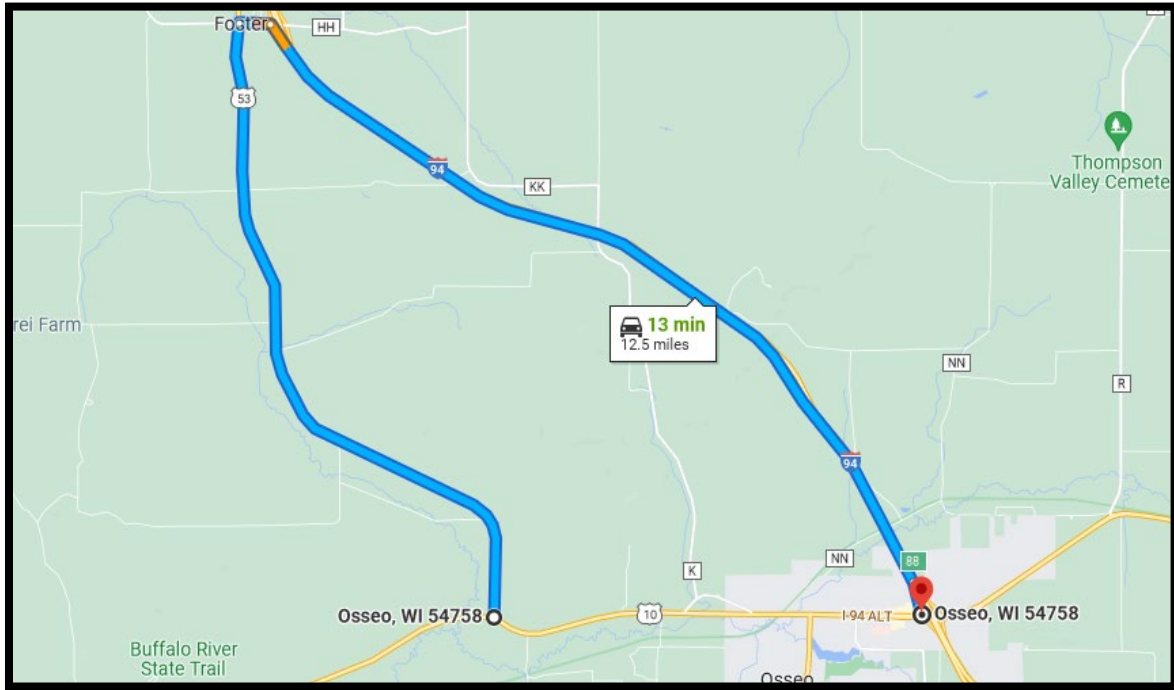 Foster
HH
53
94
KK
Thompson
Valley Cemete
13 min
12.5 miles
rei Farm
NN
R
94
NN
88
K
Osseo, WI 54758
10
I-94 ALT
Osseo, WI 54758
Buffalo River
State Trail
Osseo